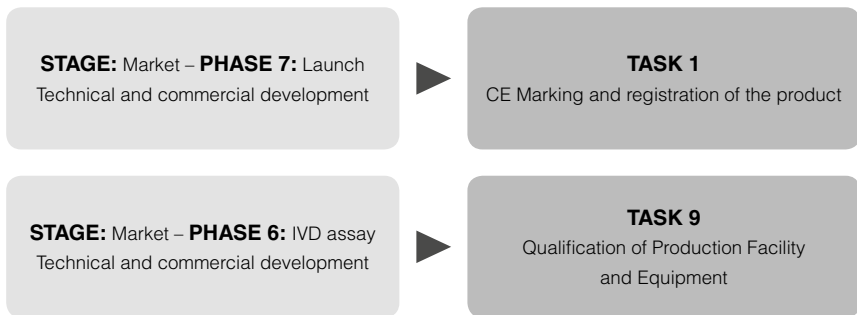 STAGE: Market – PHASE 7: Launch
Technical and commercial development
TASK 1
CE Marking and registration of the product
STAGE: Market – PHASE 6: IVD assay
Technical and commercial development
TASK 9
Qualification of Production Facility
and Equipment